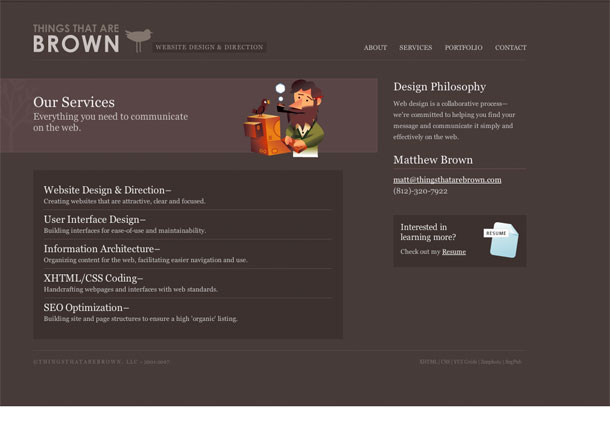 THINGS THAT ARE
BROWN
WEBSITE DESIGN & DIRECTION
ABOUT SERVICES PORTFOLIO CONTACT
Our Services
Everything you need to communicate
on the web.
Website Design & Direction–
Creating websites that are attractive, clear and focused.
User Interface Design–
Building interfaces for ease-of-use and maintainability.
Information Architecture–
Organizing content for the web, facilitating easier navigation and use.
XHTML/CSS Coding–
Handcrafting webpages and interfaces with web standards.
SEO Optimization–
Building site and page structures to ensure a high 'organic' listing.
Design Philosophy
Web design is a collaborative process—
we're committed to helping you find your
message and communicate it simply and
effectively on the web.
Matthew Brown
matt@thingsthatarebrown.com
(812)-320-7922
Interested in
learning more?
Check out my Resume
RESUME
©THINGSTHATAREBROWN, LLC –
XHTML | CSS |